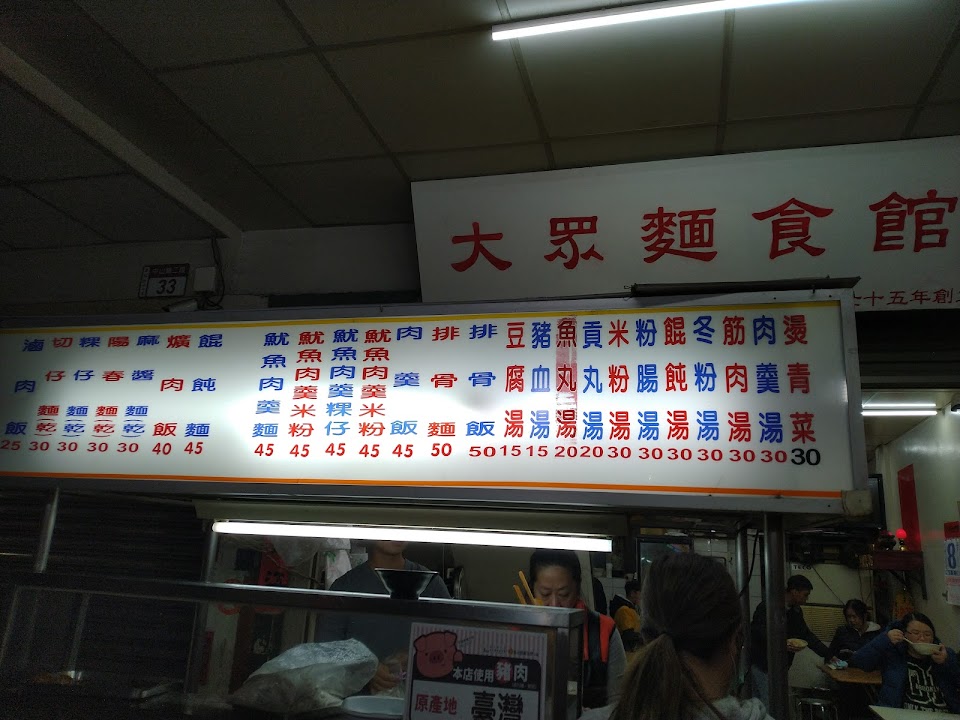 大眾麵食館
十五年創
33
滷肉飯 25
切仔麵(乾) 30
粿仔麵(乾) 30
陽春麵(乾) 30
麻醬麵(乾) 30
爌肉飯 40
餛飩麵 45
魷魚肉羹麵 45
魷魚肉羹米粉 45
魷魚肉羹粿仔 45
魷魚肉羹米粉 45
肉羹飯 45
排骨麵 50
排骨飯 50
豆腐湯 15
豬血湯 15
魚丸湯 20
貢丸湯 20
米粉湯 30
粉腸湯 30
餛飩湯 30
冬粉湯 30
筋肉湯 30
肉羹湯 30
燙青菜 30
本店使用豬肉
原產地 臺灣
8